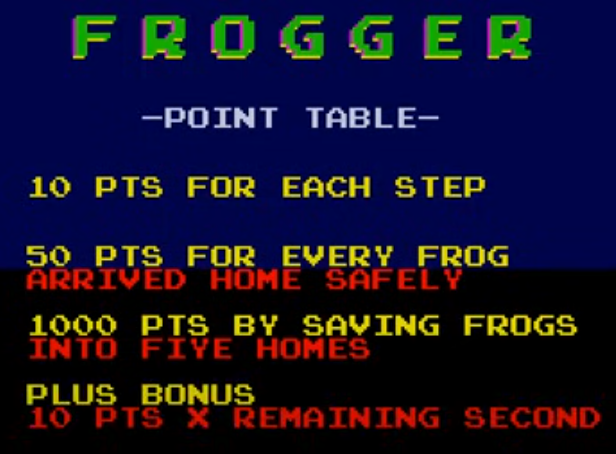 FROGGER
-POINT TABLE-
10 PTS FOR EACH STEP
50 PTS FOR EVERY FROG
ARRIVED HOME SAFELY
1000 PTS BY SAVING FROGS
INTO FIVE HOMES
PLUS BONUS
10 PTS X REMAINING SECOND